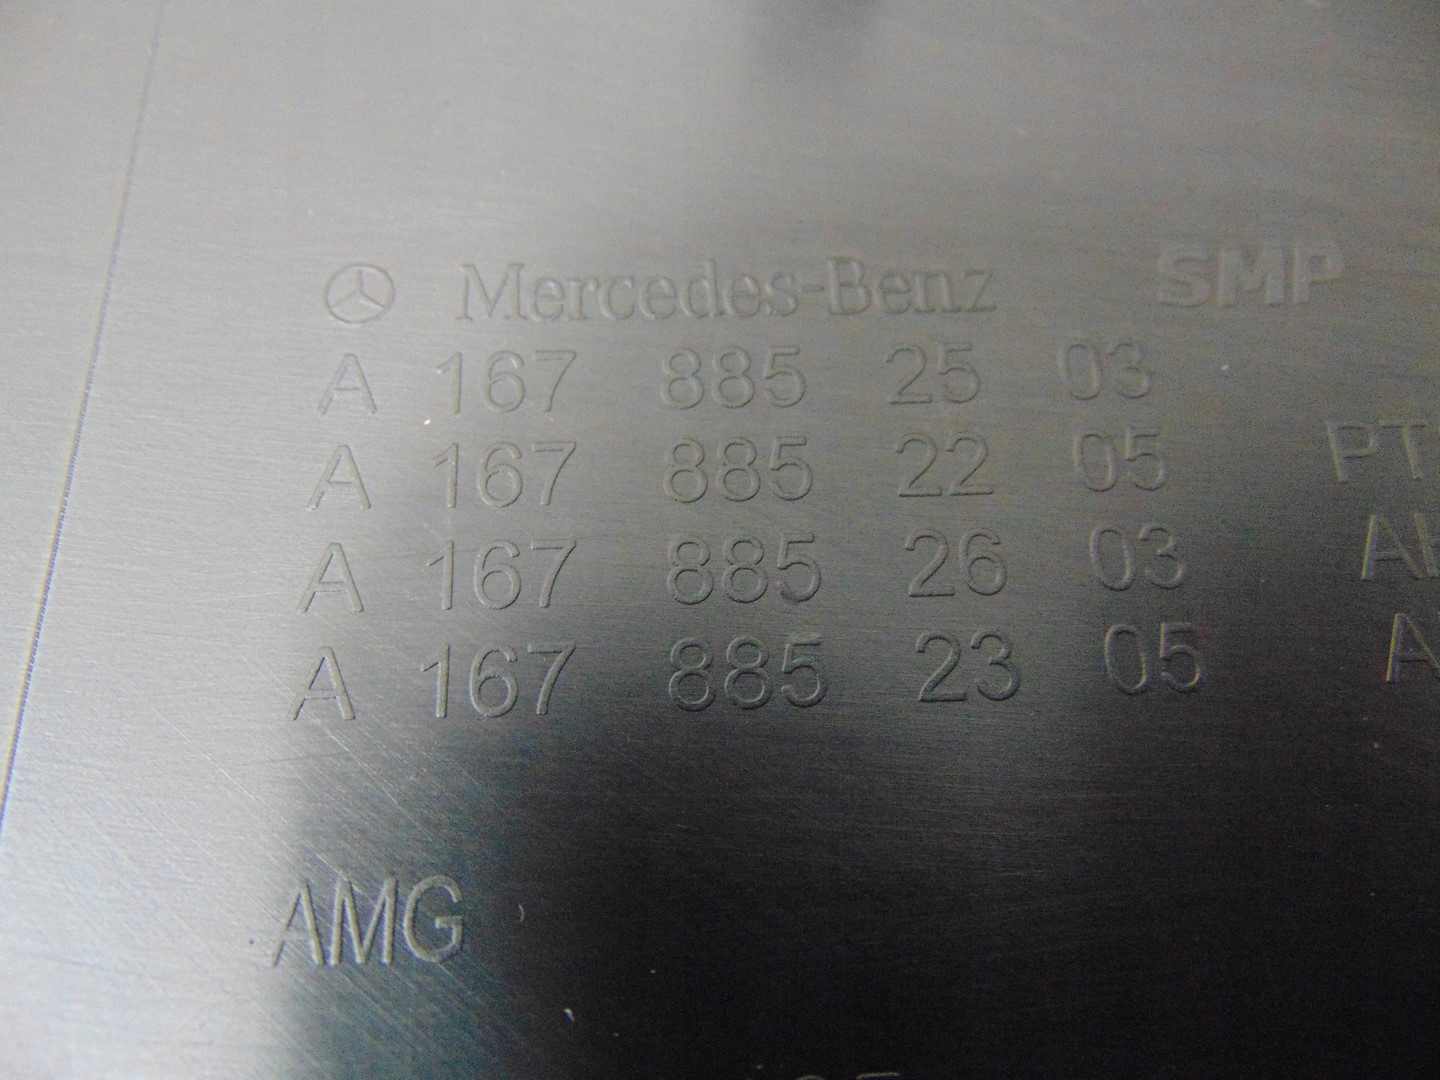 Mercedes-Benz SMP
A 167 885 25 03
A 167 885 22 05 PT
A 167 885 26 03
A 167 885 23 05
AMG